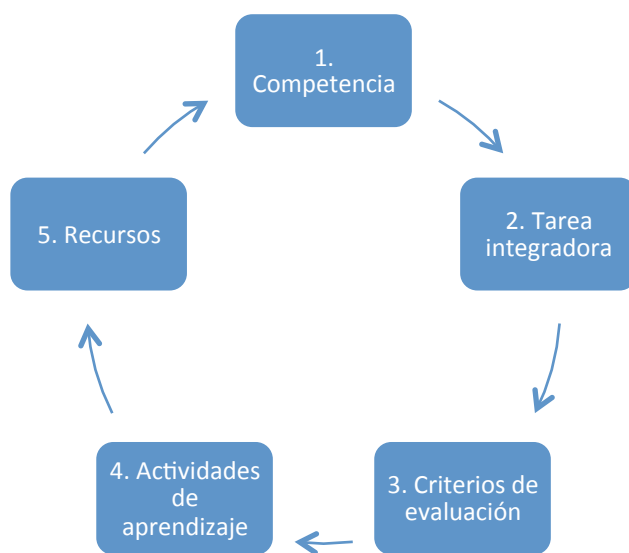 1.
Competencia
2. Tarea
integradora
3. Criterios de
evaluación
4. Actividades
de
aprendizaje
5. Recursos